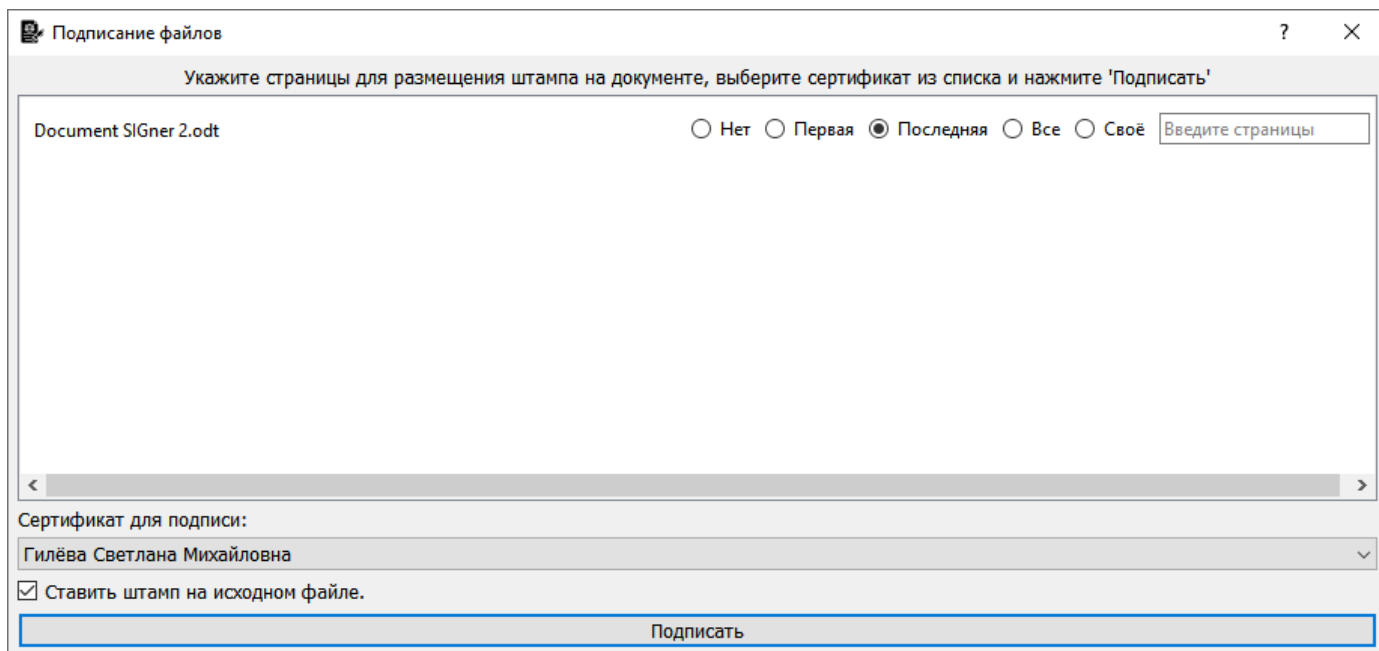 Подписание файлов
Укажите страницы для размещения штампа на документе, выберите сертификат из списка и нажмите 'Подписать'
Document SIGner 2.odt Нет Первая Последняя Все Своё Введите страницы
Сертификат для подписи:
Гилёва Светлана Михайловна
Ставить штамп на исходном файле.
Подписать